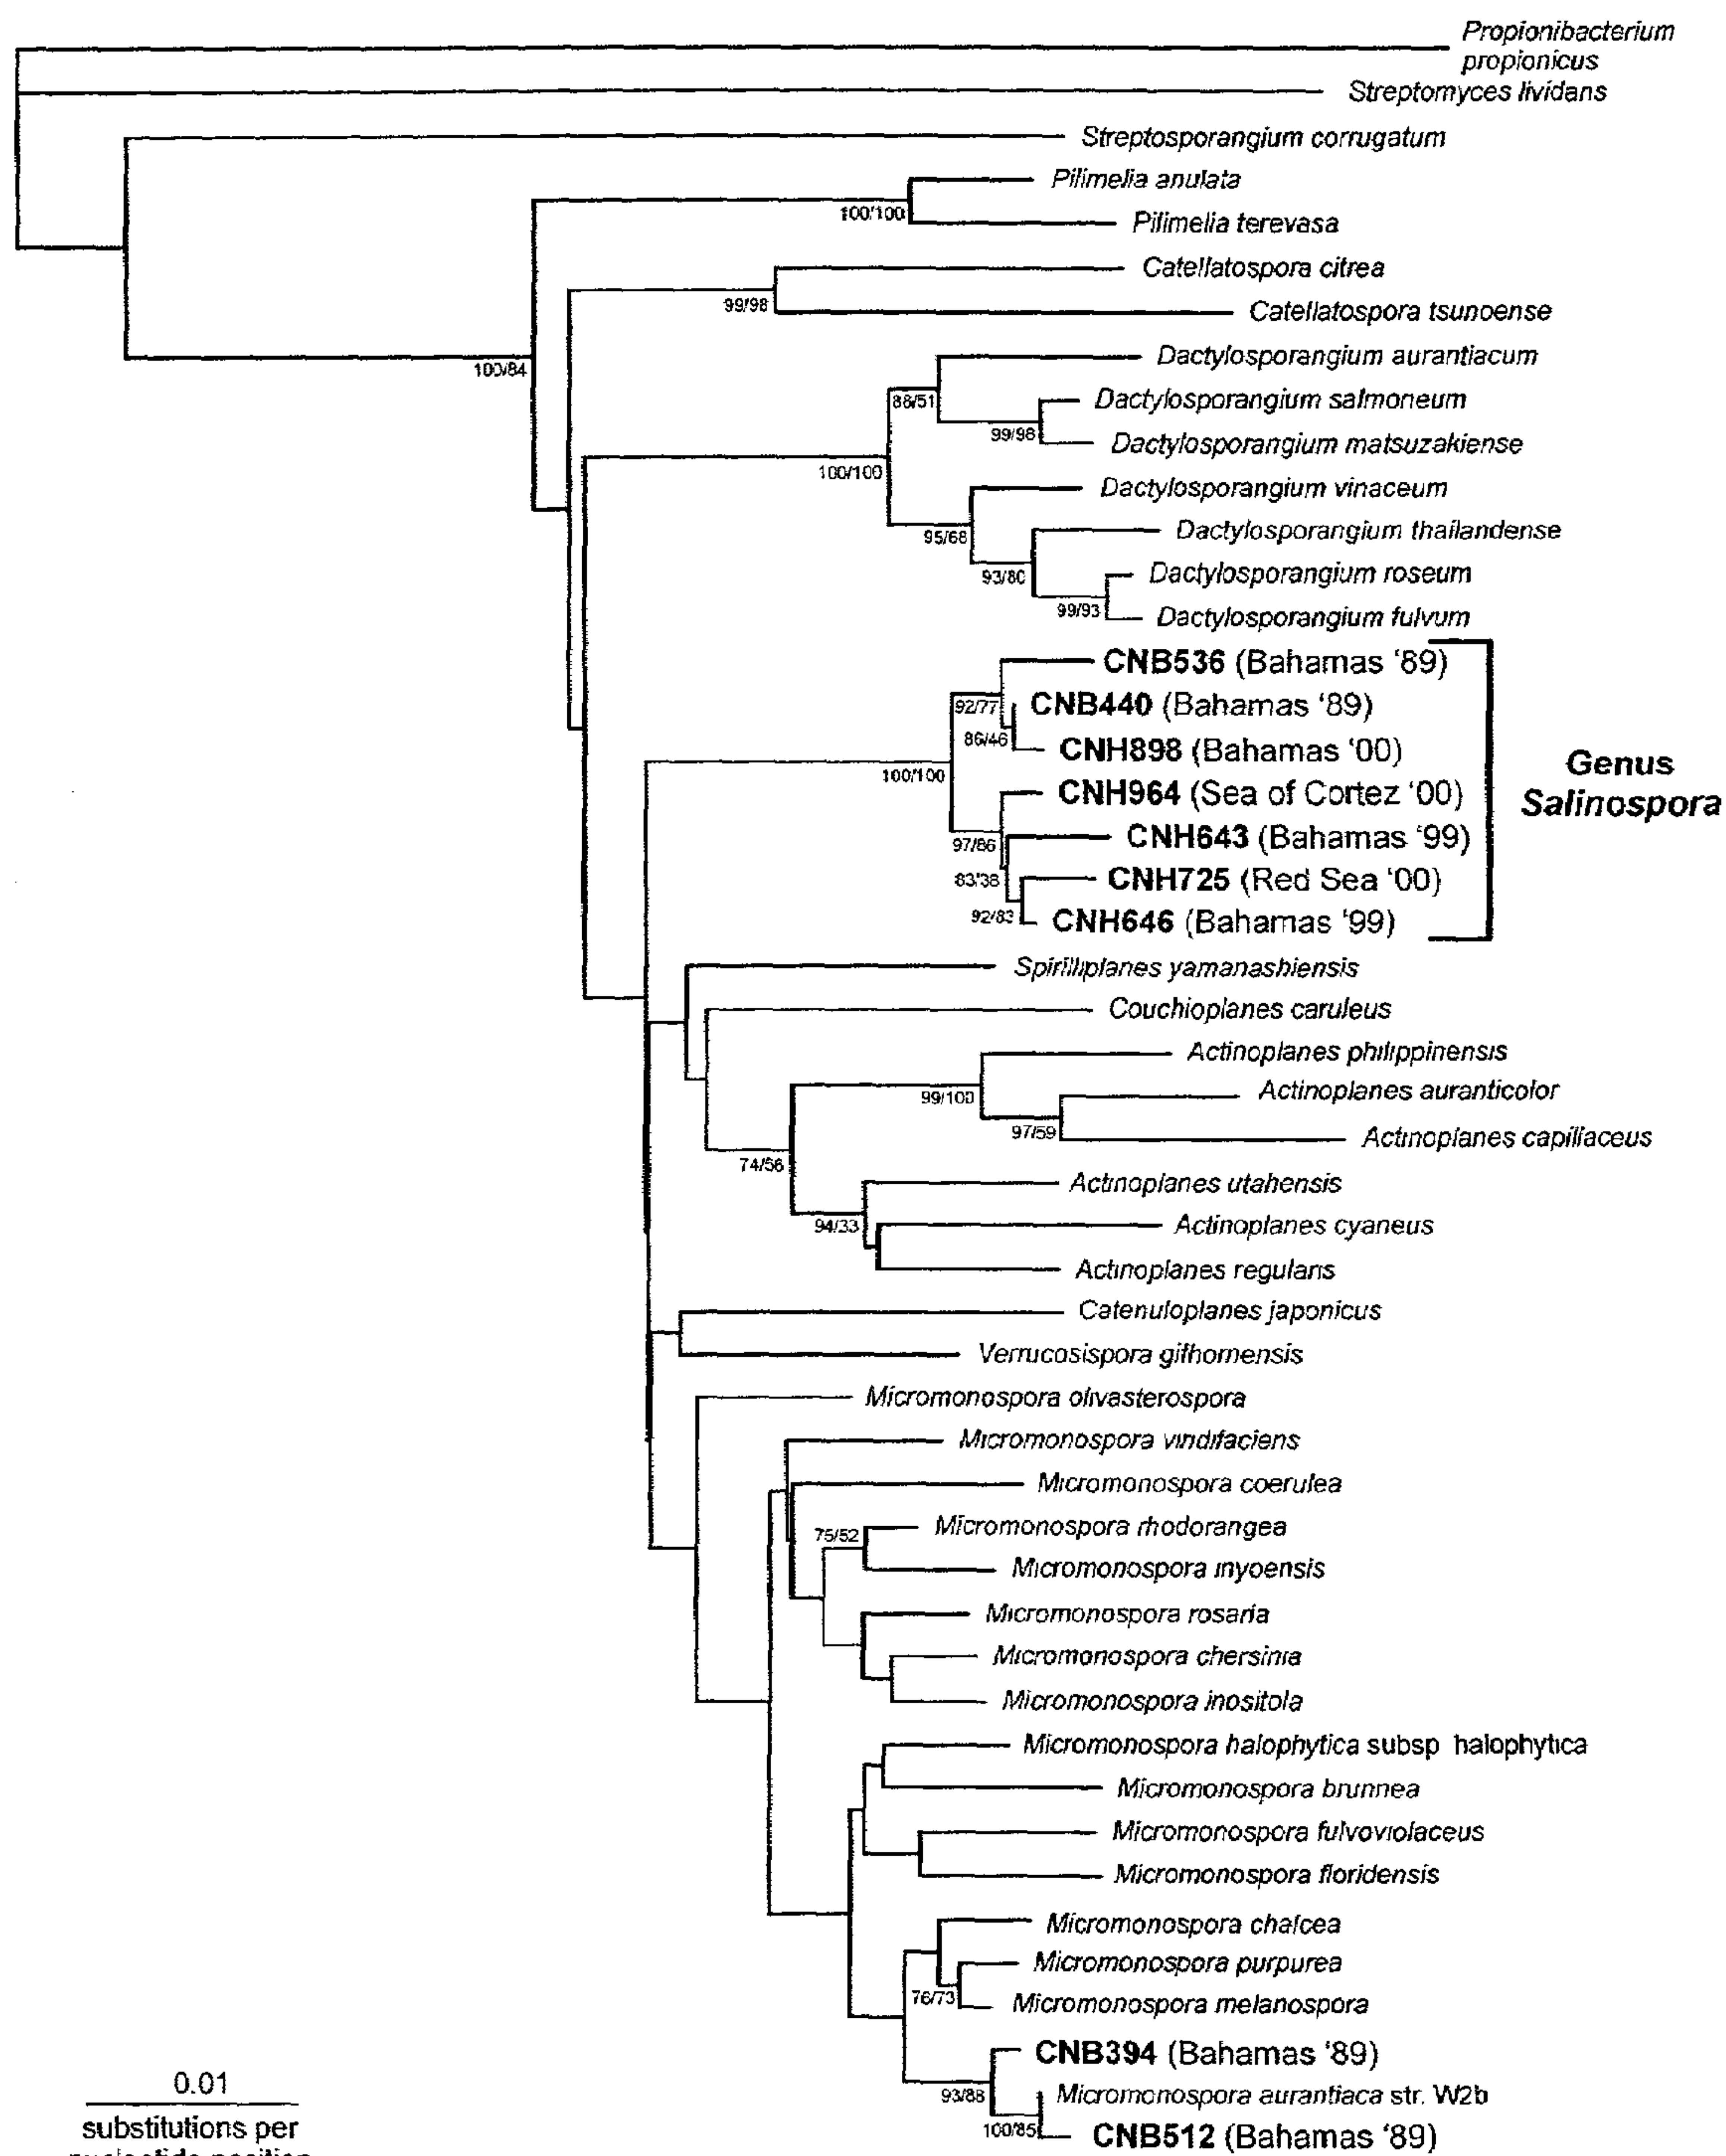 Propionibacterium
propionicus
Streptomyces lividans
Streptosporangium corrugatum
Pilimelia anulata
100/100
Pilimelia terevasa
Catellatospora citrea
99/98
Catellatospora tsunoense
Dactylosporangium aurantiacum
100/84
88/51
Dactylosporangium salmoneum
99/98
Dactylosporangium matsuzakiense
100/100
Dactylosporangium vinaceum
95/68
Dactylosporangium thailandense
93/80
Dactylosporangium roseum
99/93
Dactylosporangium fulvum
CNB536 (Bahamas '89)
92/77
CNB440 (Bahamas '89)
86/46
CNH898 (Bahamas '00)
100/100
Genus
Salinospora
CNH964 (Sea of Cortez '00)
CNH643 (Bahamas '99)
97/86
83/38
CNH725 (Red Sea '00)
92/83
CNH646 (Bahamas '99)
Spirilliplanes yamanashiensis
Couchioplanes caruleus
Actinoplanes philippinensis
99/100
Actinoplanes auranticolor
97/59
Actinoplanes capillaceus
74/56
Actinoplanes utahensis
94/33
Actinoplanes cyaneus
Actinoplanes regularis
Catenuloplanes japonicus
Verrucosispora gifhornensis
Micromonospora olivasterospora
Micromonospora viridifaciens
Micromonospora coerulea
75/52
Micromonospora rhodorangea
Micromonospora inyoensis
Micromonospora rosaria
Micromonospora chersinia
Micromonospora inositola
Micromonospora halophytica subsp halophytica
Micromonospora brunnea
Micromonospora fulvoviolaceus
Micromonospora floridensis
Micromonospora chalcea
Micromonospora purpurea
76/73
Micromonospora melanospora
CNB394 (Bahamas '89)
93/88
Micromonospora aurantiaca str. W2b
100/85
CNB512 (Bahamas '89)
0.01
substitutions per
nucleotide position